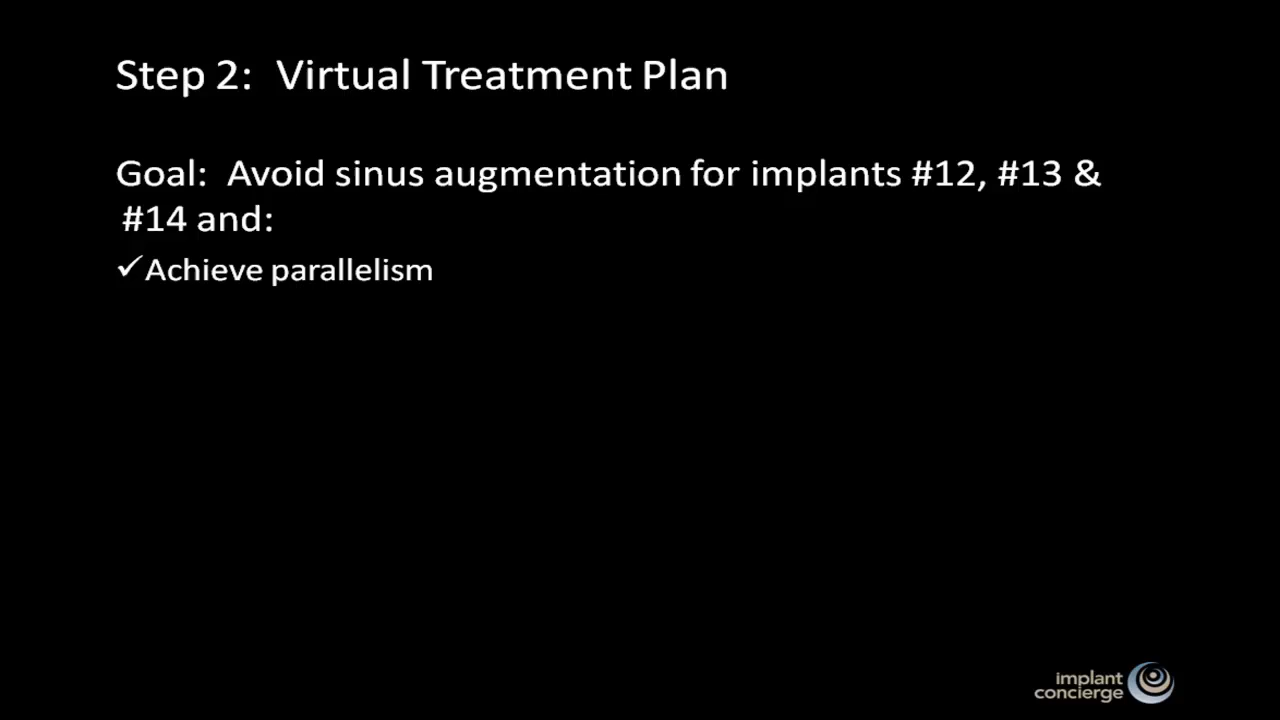 Step 2:  Virtual Treatment Plan
Goal:  Avoid sinus augmentation for implants #12, #13 &
#14 and:
✓Achieve parallelism
implant
concierge